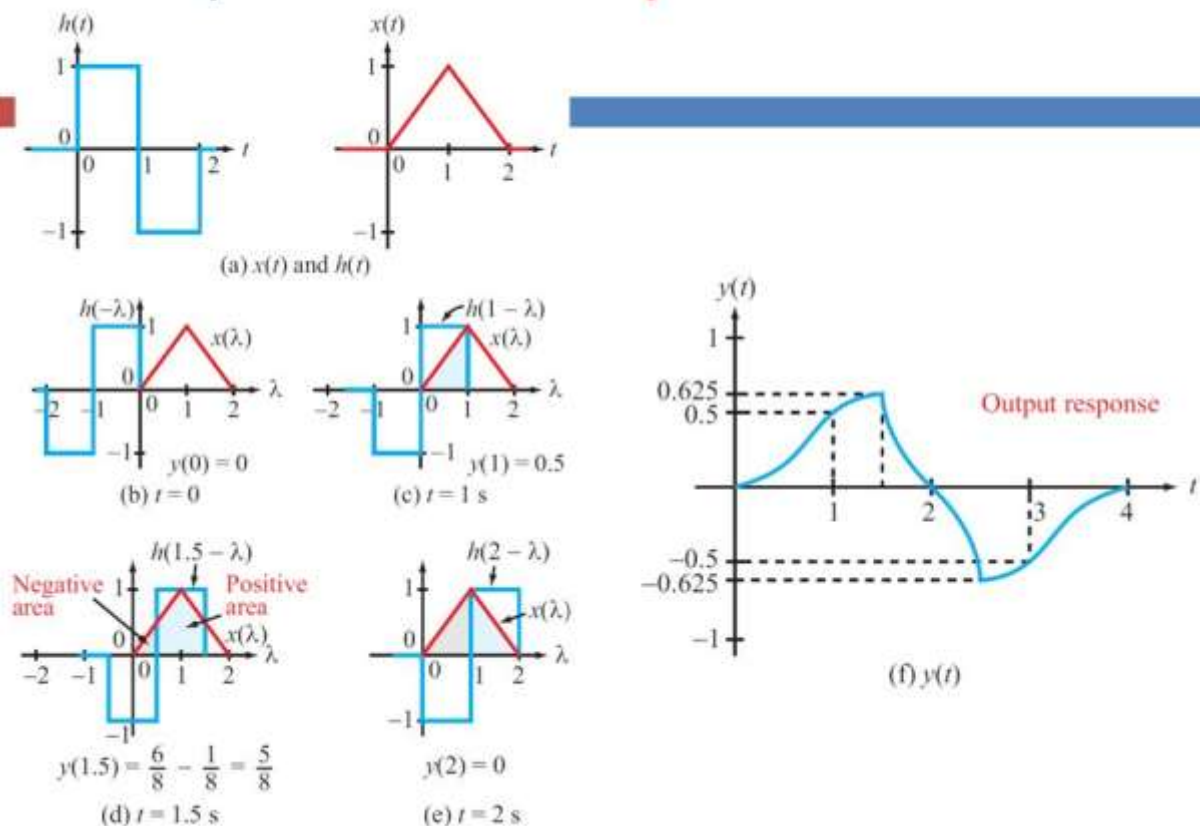 h(t)
1
0
0 1 2 t
−1
x(t)
1
0
0 1 2 t
−1
(a) x(t) and h(t)
h(−λ)
1
x(λ)
0
−2 −1 0 1 2 λ
−1
y(0) = 0
(b) t = 0
h(1 − λ)
1
x(λ)
0
−2 −1 0 1 2 λ
−1
y(1) = 0.5
(c) t = 1 s
h(1.5 − λ)
Negative
area
1
Positive
area
0
x(λ)
−2 −1 0 1 2 λ
−1
y(1.5) = 6/8 − 1/8 = 5/8
(d) t = 1.5 s
h(2 − λ)
1
x(λ)
0
0 1 2 λ
−1
y(2) = 0
(e) t = 2 s
y(t)
1
0.625
0.5
Output response
1 2 3 4 t
−0.5
−0.625
−1
(f) y(t)